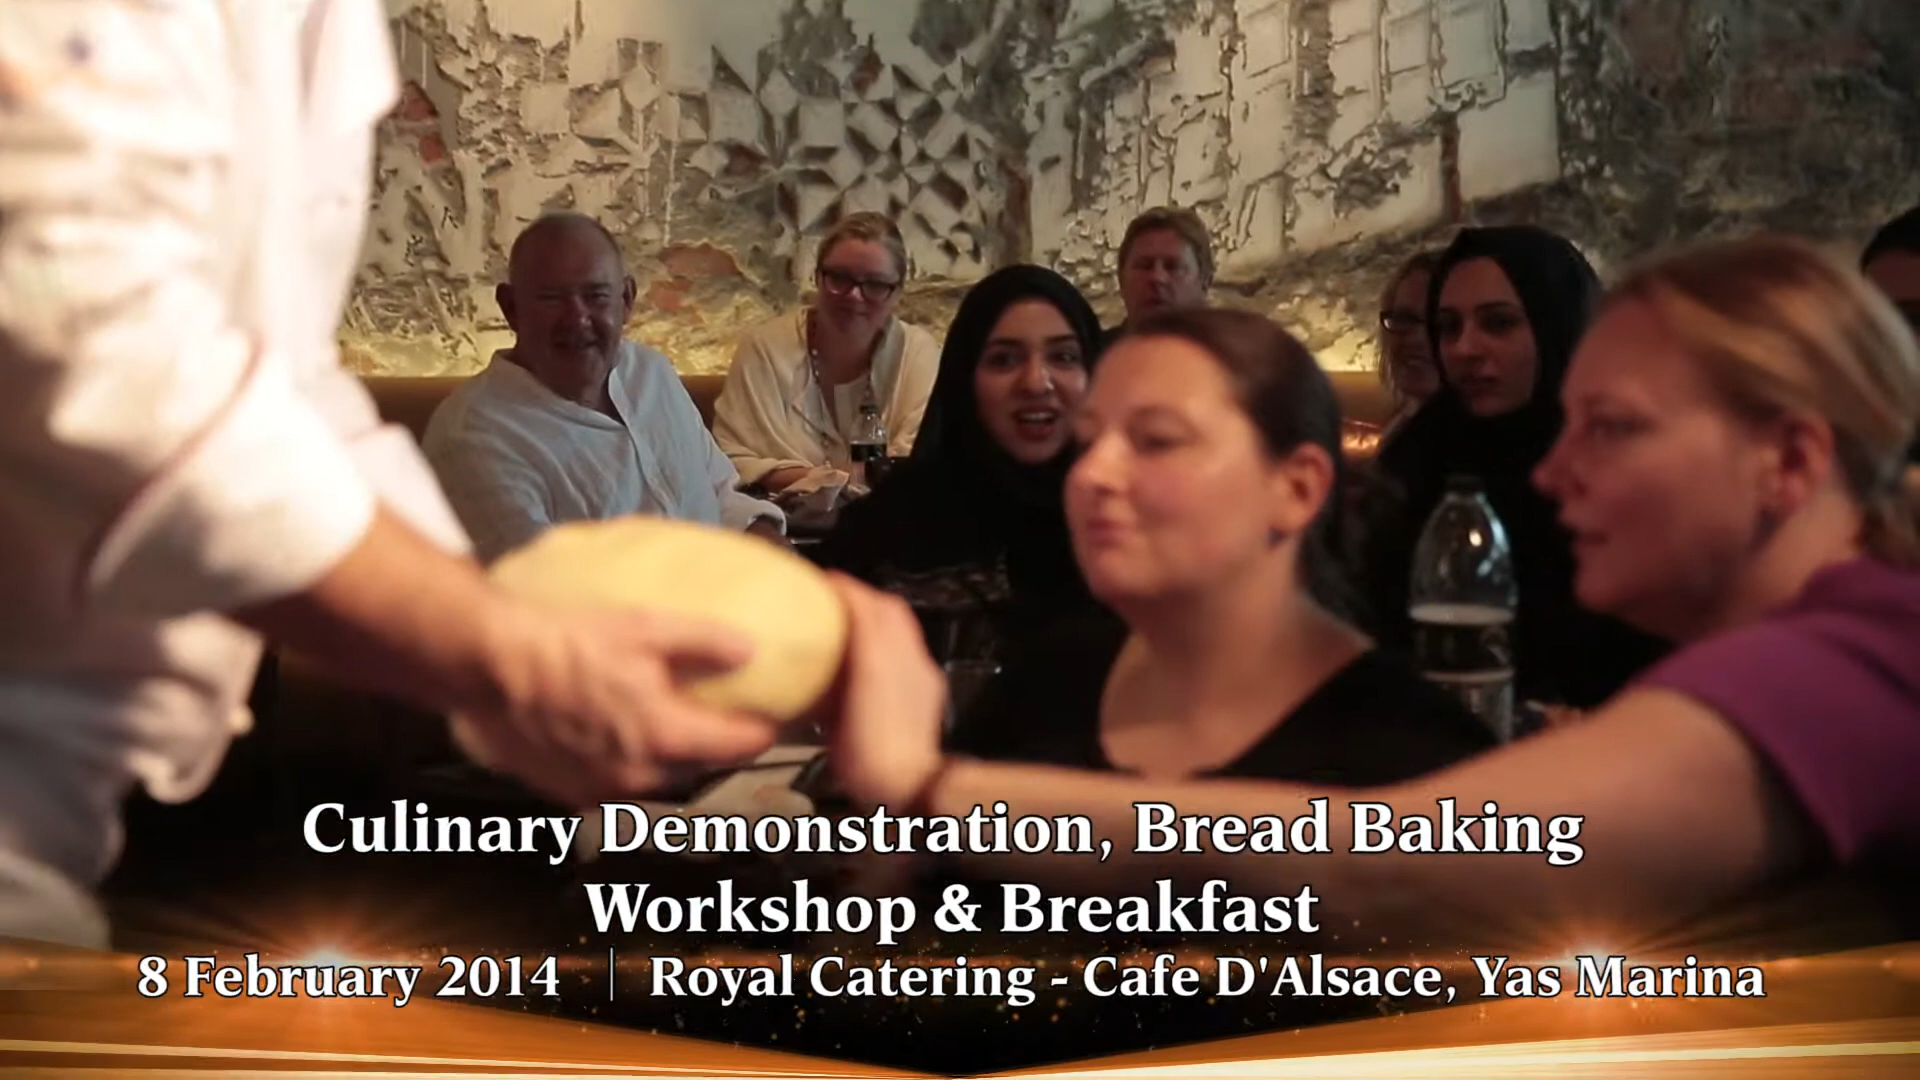 Culinary Demonstration, Bread Baking
Workshop & Breakfast
8 February 2014 | Royal Catering - Cafe D'Alsace, Yas Marina